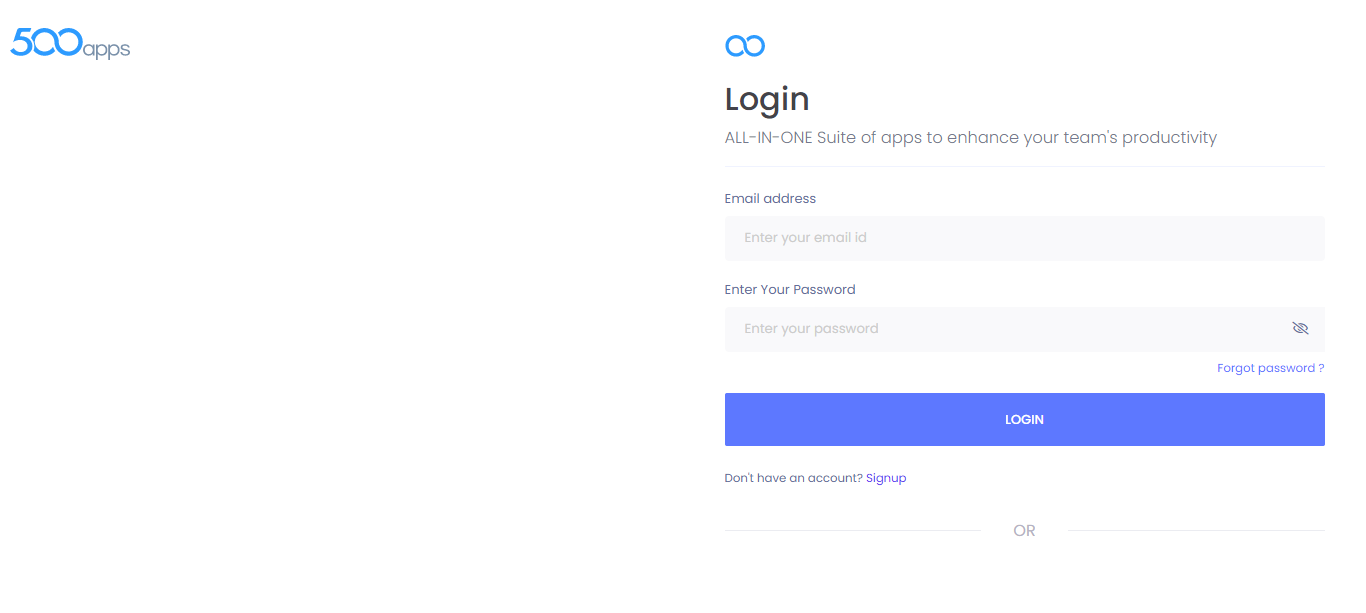 500apps
Login
ALL-IN-ONE Suite of apps to enhance your team's productivity
Email address
Enter your email id
Enter Your Password
Enter your password
Forgot password ?
LOGIN
Don't have an account? Signup
OR